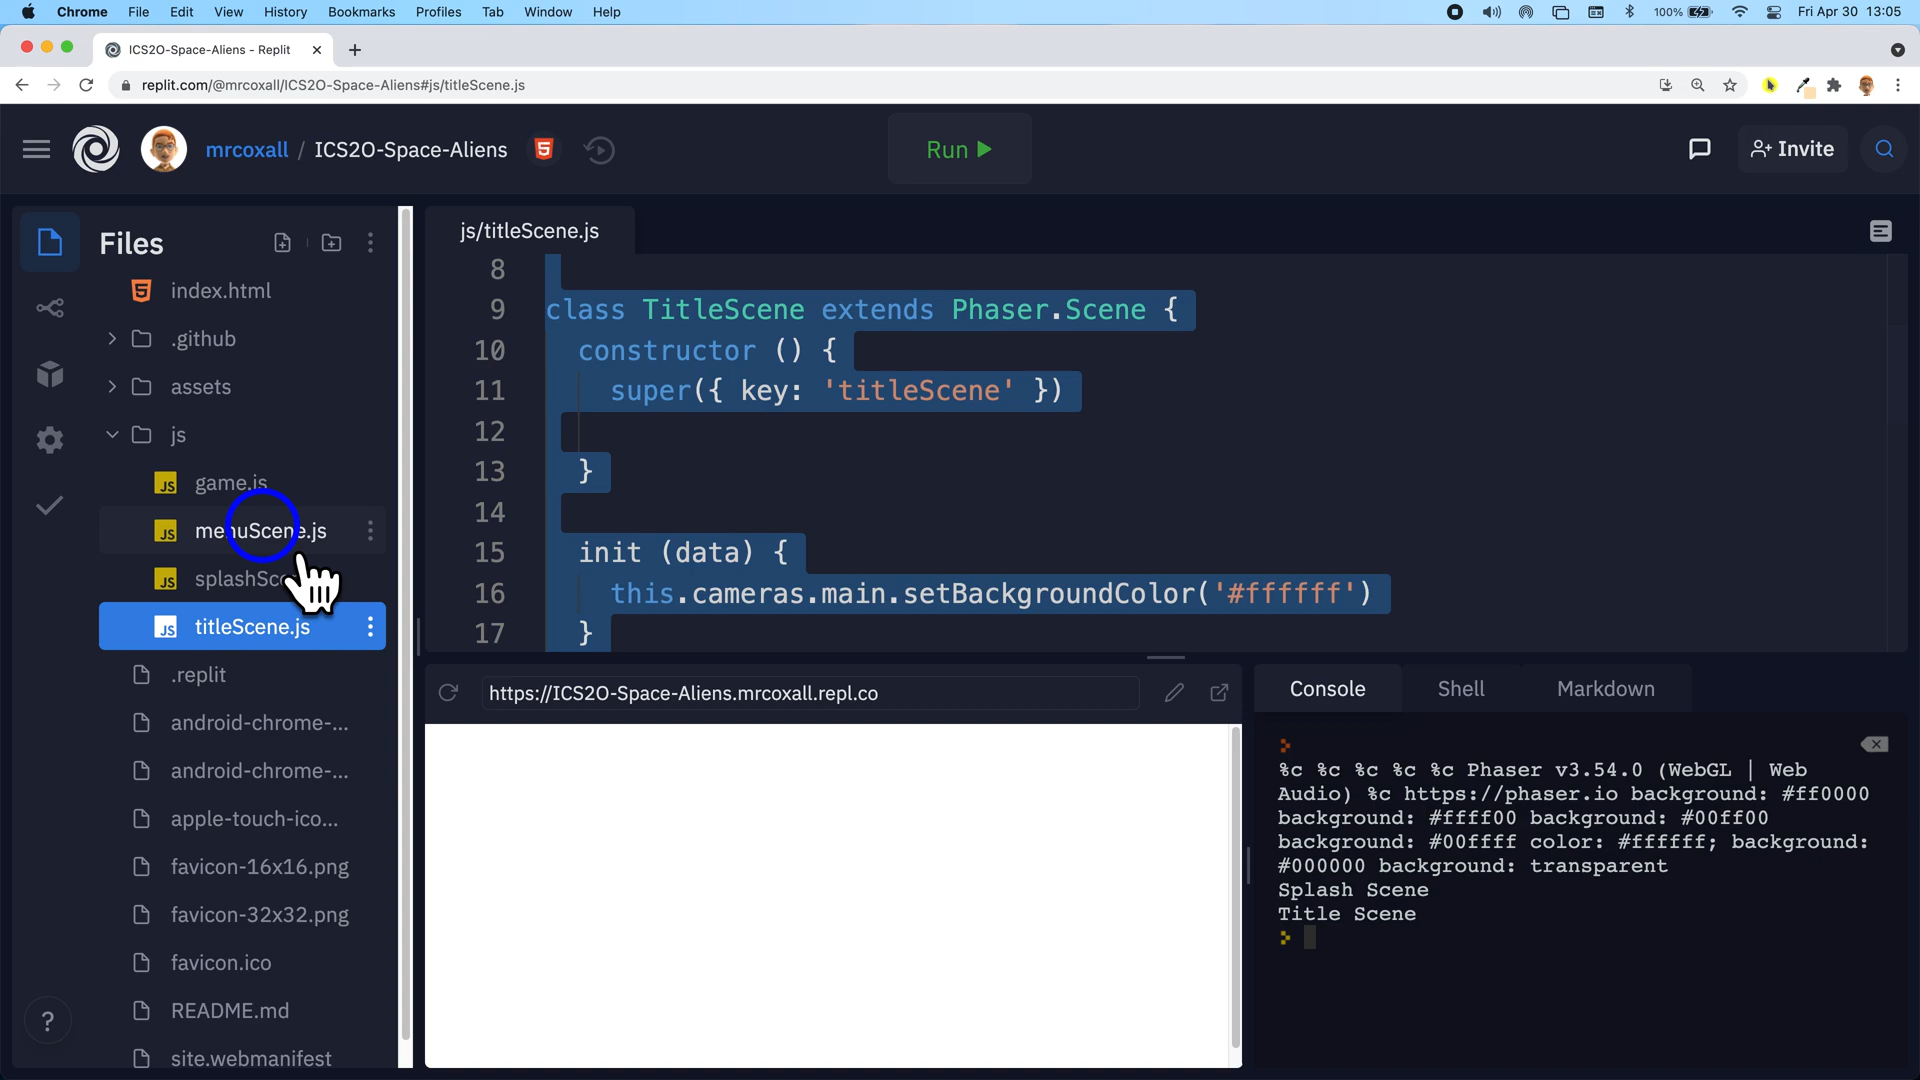 Chrome File Edit View History Bookmarks Profiles Tab Window Help 100% Fri Apr 30 13:05
ICS2O-Space-Aliens - Replit
replit.com/@mrcoxall/ICS2O-Space-Aliens#js/titleScene.js
mrcoxall / ICS2O-Space-Aliens
Run
Invite
Files
index.html
.github
assets
js
game.js
menuScene.js
titleScene.js
.replit
android-chrome-...
android-chrome-...
apple-touch-ico...
favicon-16x16.png
favicon-32x32.png
favicon.ico
README.md
site.webmanifest
?
js/titleScene.js
8
9 class TitleScene extends Phaser.Scene {
10 constructor () {
11 super({ key: 'titleScene' })
12
13 }
14
15 init (data) {
16 this.cameras.main.setBackgroundColor('#ffffff')
17 }
https://ICS2O-Space-Aliens.mrcoxall.repl.co
Console Shell Markdown
%c %c %c %c %c Phaser v3.54.0 (WebGL | Web
Audio) %c https://phaser.io background: #ff0000
background: #ffff00 background: #00ff00
background: #00ffff color: #ffffff; background:
#000000 background: transparent
Splash Scene
Title Scene